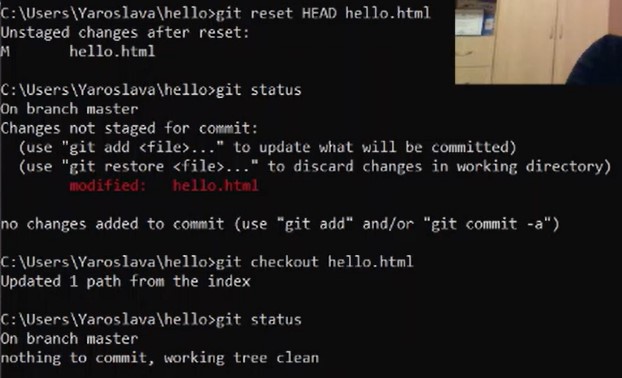 C:\Users\Yaroslava\hello>git reset HEAD hello.html
Unstaged changes after reset:
M       hello.html
C:\Users\Yaroslava\hello>git status
On branch master
Changes not staged for commit:
  (use "git add <file>..." to update what will be committed)
  (use "git restore <file>..." to discard changes in working directory)
        modified:   hello.html
no changes added to commit (use "git add" and/or "git commit -a")
C:\Users\Yaroslava\hello>git checkout hello.html
Updated 1 path from the index
C:\Users\Yaroslava\hello>git status
On branch master
nothing to commit, working tree clean